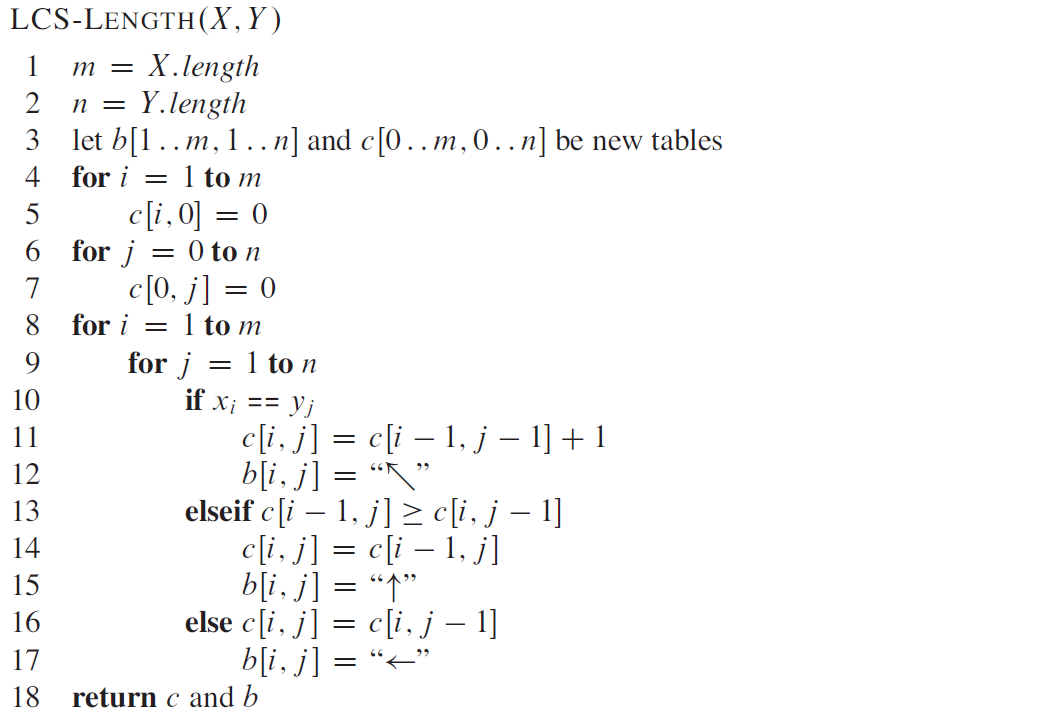 LCS-LENGTH(X, Y)
1 m = X.length
2 n = Y.length
3 let b[1..m, 1..n] and c[0..m, 0..n] be new tables
4 for i = 1 to m
5 c[i, 0] = 0
6 for j = 0 to n
7 c[0, j] = 0
8 for i = 1 to m
9 for j = 1 to n
10 if xᵢ == yⱼ
11 c[i, j] = c[i − 1, j − 1] + 1
12 b[i, j] = “↖”
13 elseif c[i − 1, j] ≥ c[i, j − 1]
14 c[i, j] = c[i − 1, j]
15 b[i, j] = “↑”
16 else c[i, j] = c[i, j − 1]
17 b[i, j] = “←”
18 return c and b